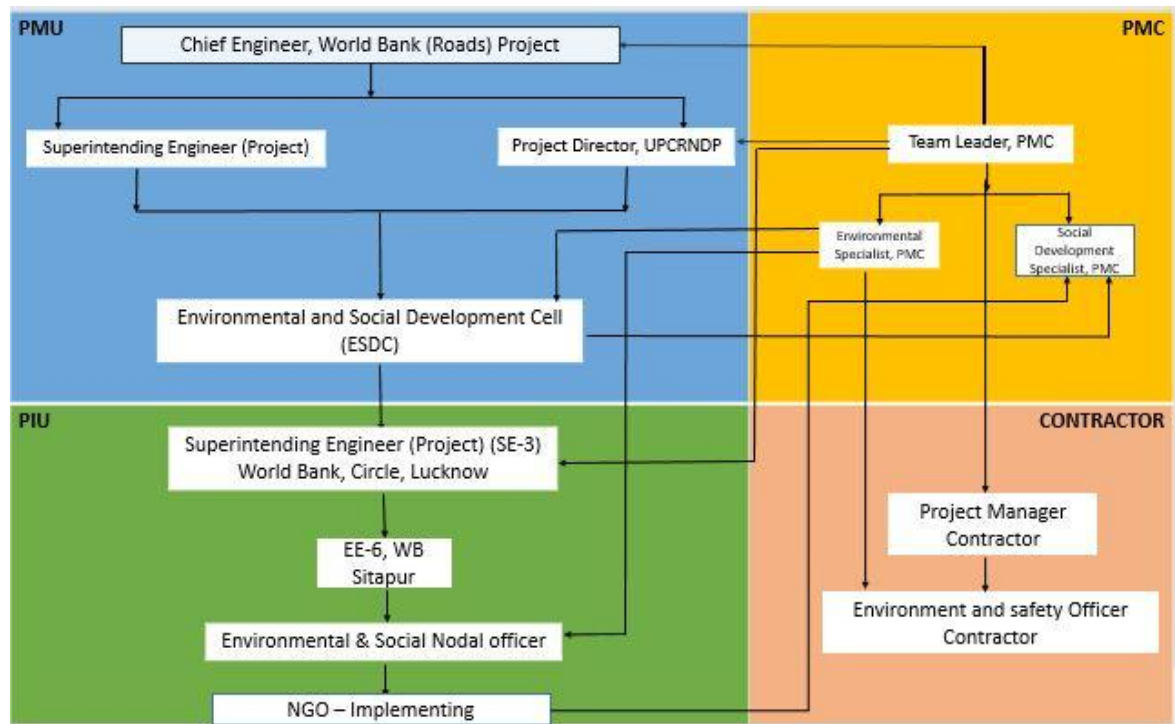 PMU
PMC
Chief Engineer, World Bank (Roads) Project
Superintending Engineer (Project)
Project Director, UPCRNDP
Team Leader, PMC
Environmental
Specialist, PMC
Social
Development
Specialist, PMC
Environmental and Social Development Cell
(ESDC)
PIU
CONTRACTOR
Superintending Engineer (Project) (SE-3)
World Bank, Circle, Lucknow
Project Manager
Contractor
EE-6, WB
Sitapur
Environment and safety Officer
Contractor
Environmental & Social Nodal officer
NGO – Implementing